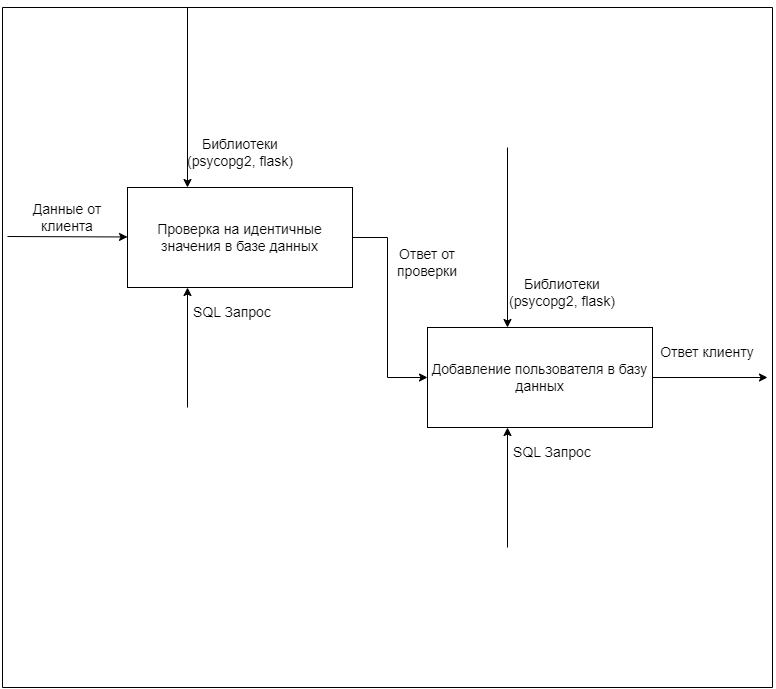 Библиотеки
(psycopg2, flask)
Данные от
клиента
Проверка на идентичные
значения в базе данных
SQL Запрос
Ответ от
проверки
Библиотеки
(psycopg2, flask)
Добавление пользователя в базу
данных
Ответ клиенту
SQL Запрос